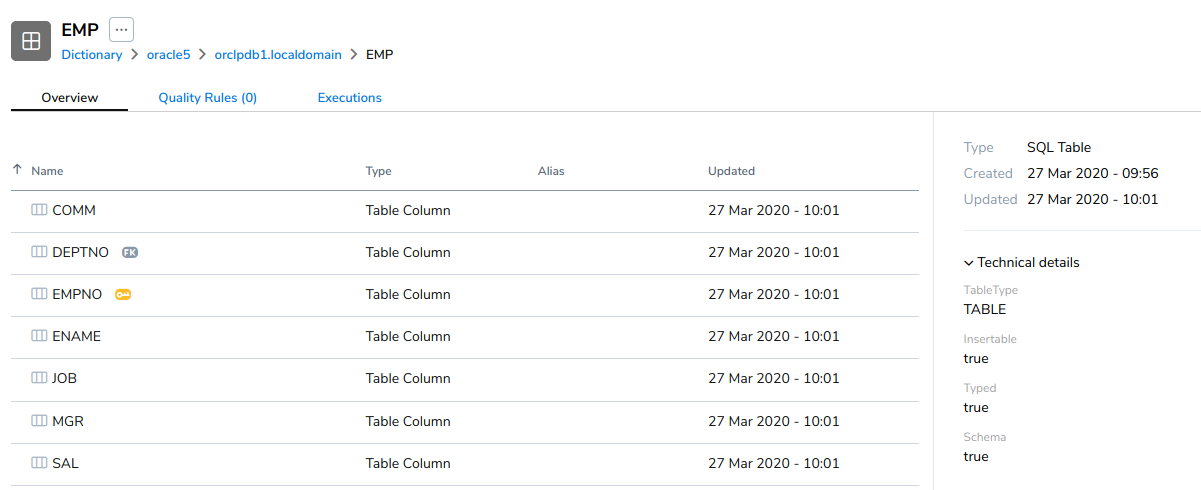 EMP ...
Dictionary > oracle5 > orclpdb1.localdomain > EMP
Overview Quality Rules (0) Executions
↑ Name Type Alias Updated
COMM Table Column 27 Mar 2020 - 10:01
DEPTNO FK Table Column 27 Mar 2020 - 10:01
EMPNO Table Column 27 Mar 2020 - 10:01
ENAME Table Column 27 Mar 2020 - 10:01
JOB Table Column 27 Mar 2020 - 10:01
MGR Table Column 27 Mar 2020 - 10:01
SAL Table Column 27 Mar 2020 - 10:01
Type SQL Table
Created 27 Mar 2020 - 09:56
Updated 27 Mar 2020 - 10:01
Technical details
TableType
TABLE
Insertable
true
Typed
true
Schema
true